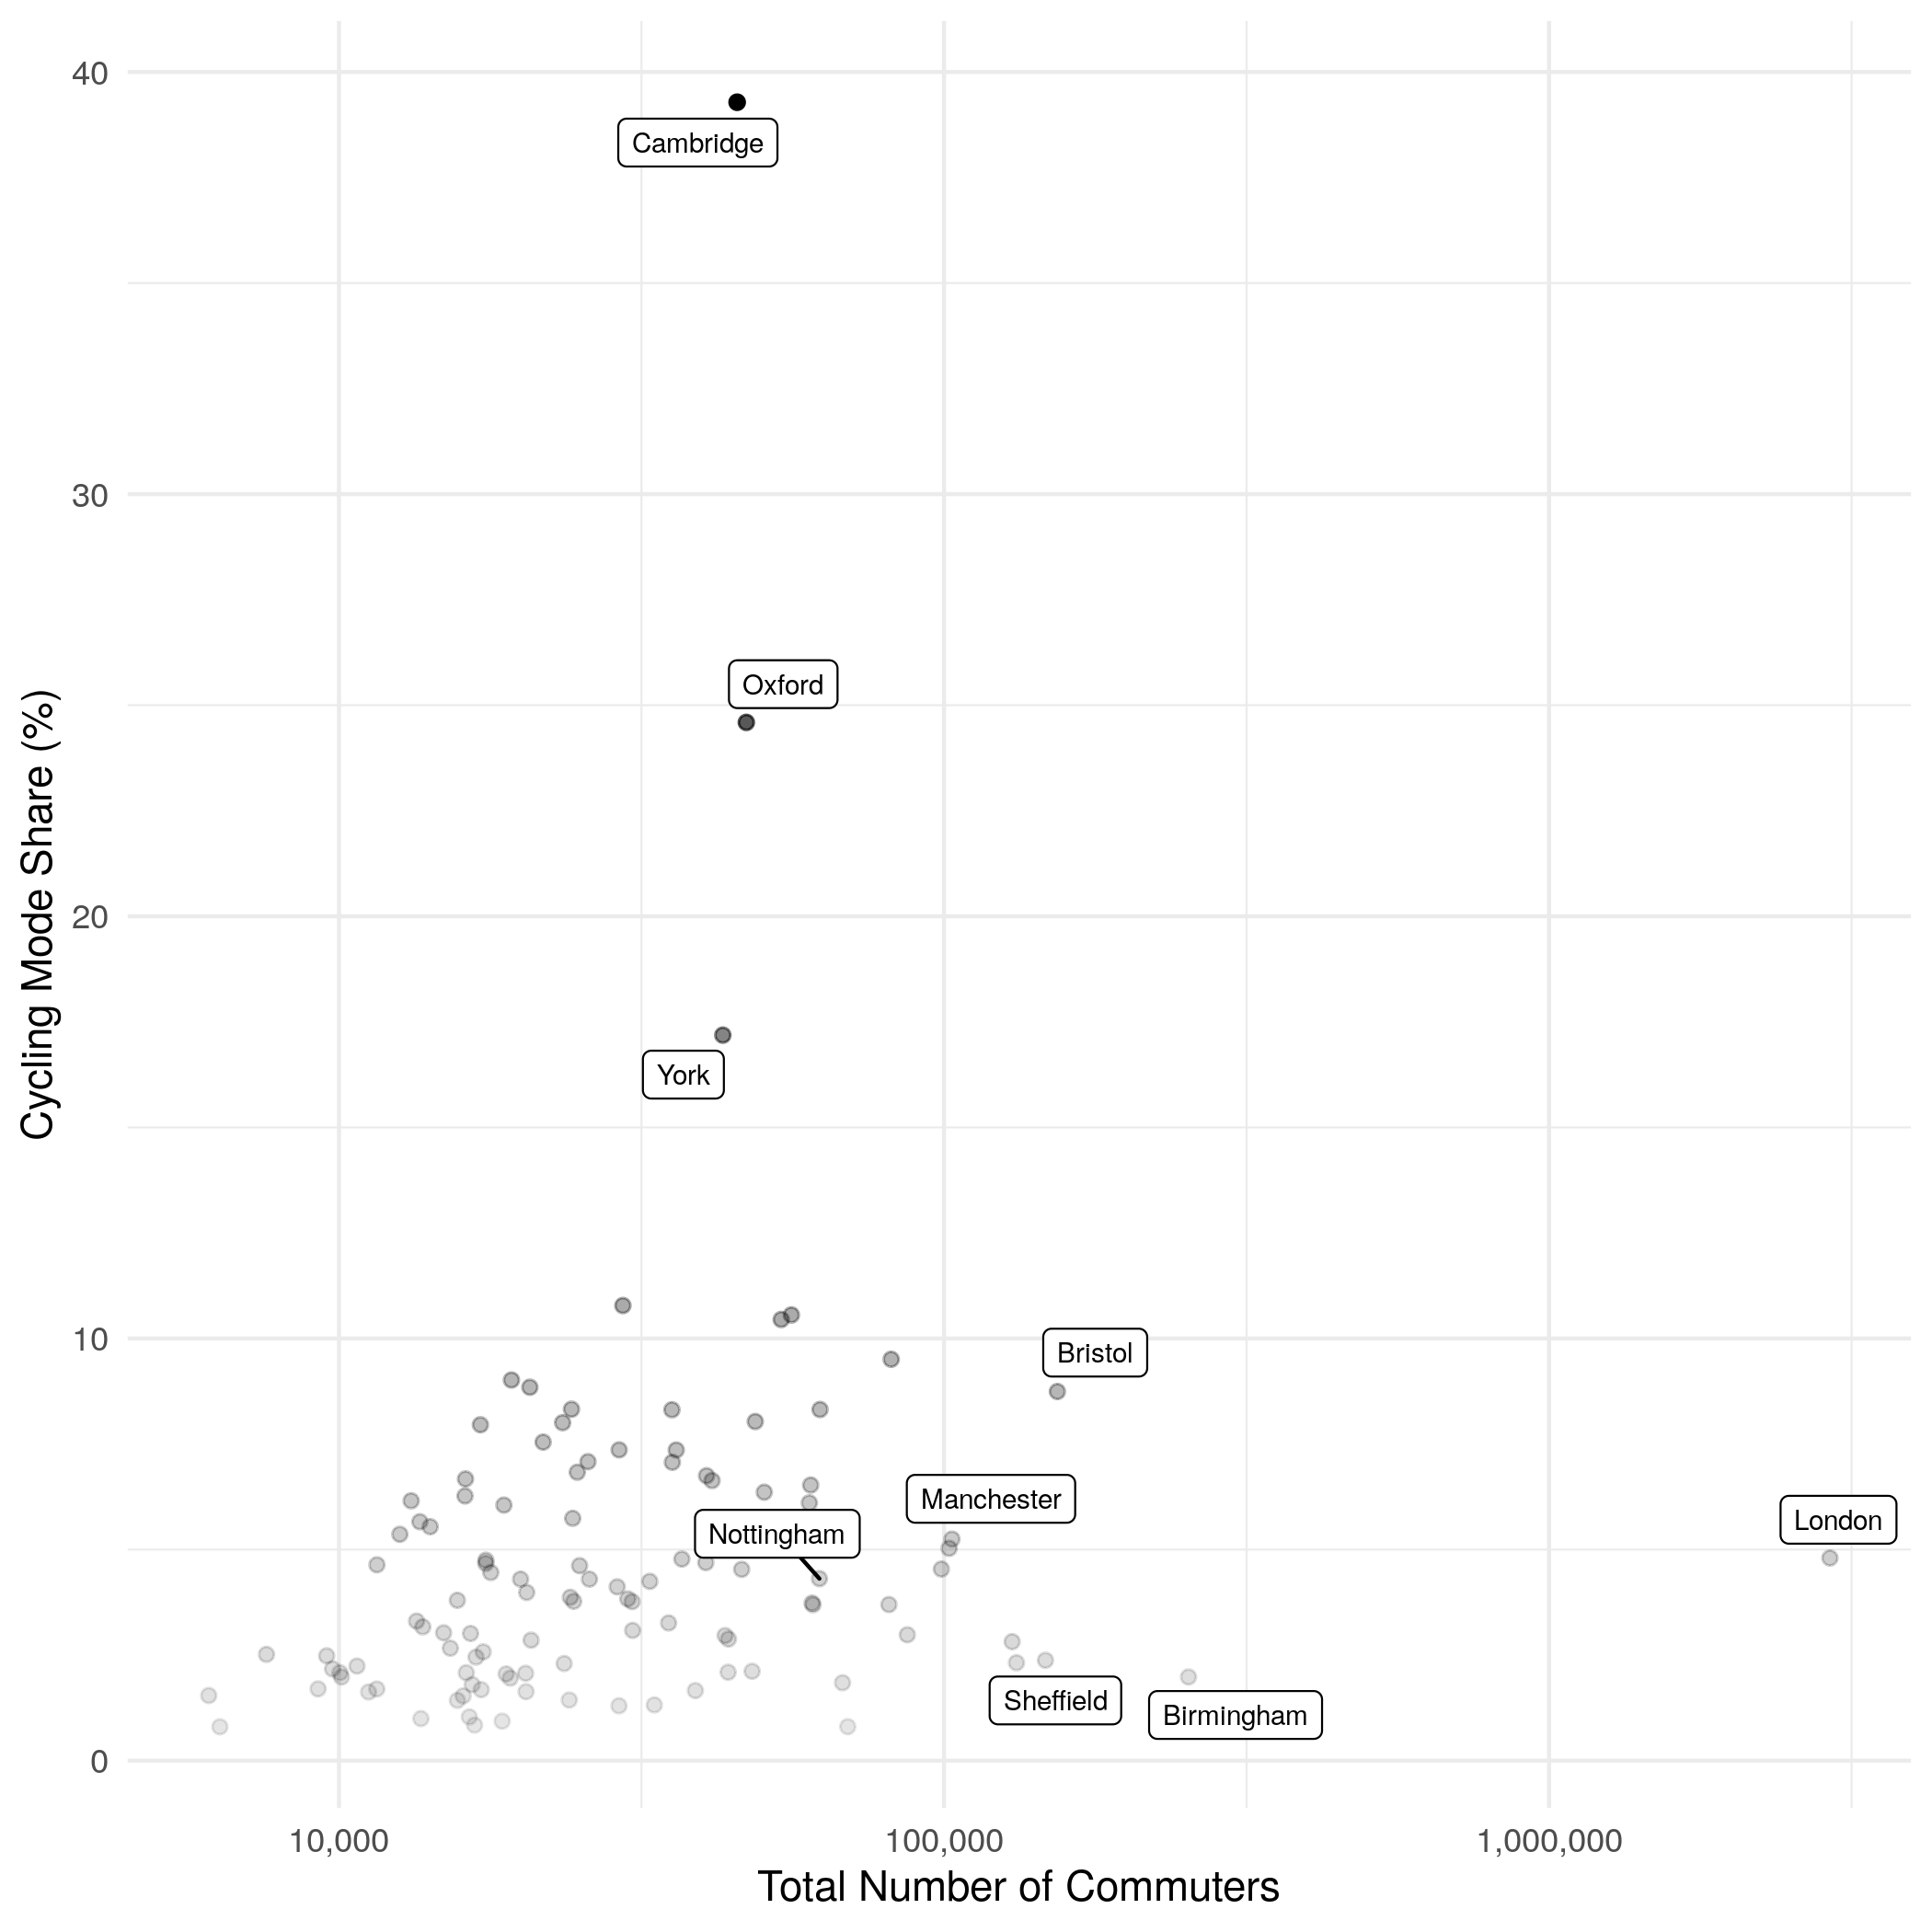 40
Cambridge
30
Oxford
20
York
10
Bristol
Manchester
London
Nottingham
Sheffield
Birmingham
0
10,000
100,000
1,000,000
Total Number of Commuters
Cycling Mode Share (%)